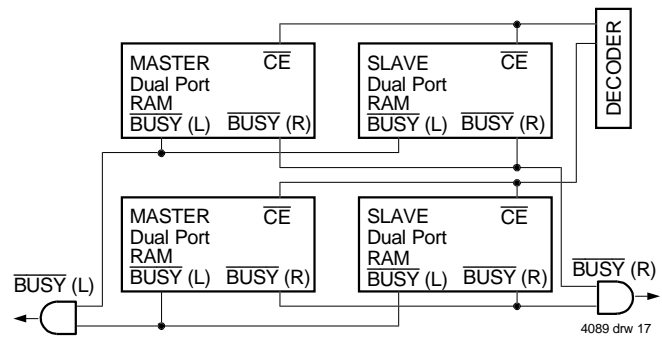 MASTER
Dual Port
RAM
CE
BUSY (L) BUSY (R)
SLAVE
Dual Port
RAM
CE
BUSY (L) BUSY (R)
DECODER
MASTER
Dual Port
RAM
CE
BUSY (L) BUSY (R)
SLAVE
Dual Port
RAM
CE
BUSY (L) BUSY (R)
BUSY (L)
BUSY (R)
4089 drw 17